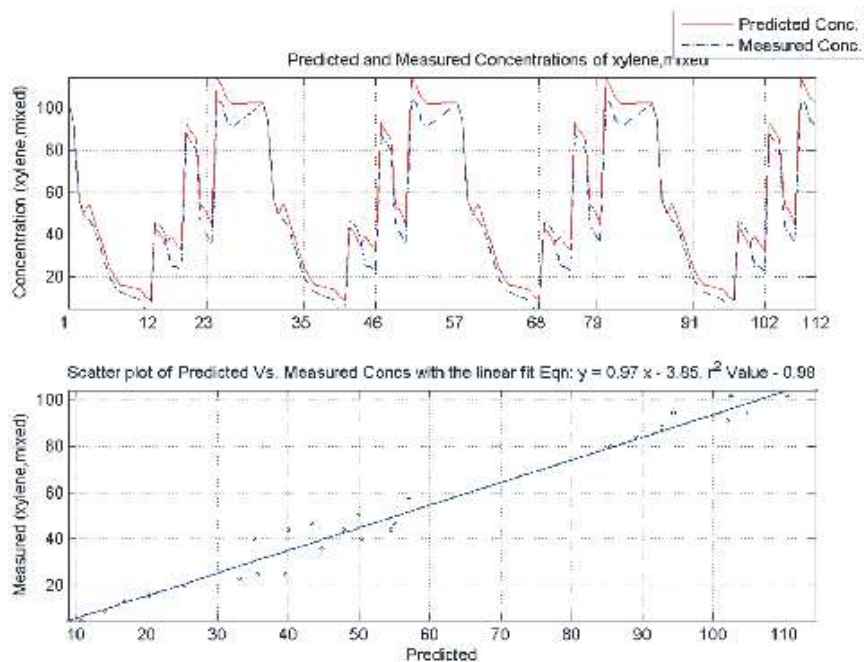 Predicted Conc.
Measured Conc.
Predicted and Measured Concentrations of xylene,mixed
Concentration (xylene,mixed)
100
80
60
40
20
1 12 23 35 46 57 68 79 91 102 112
Scatter plot of Predicted Vs. Measured Concs with the linear fit Eqn: y = 0.97 x - 3.85, r² Value - 0.98
Measured (xylene,mixed)
100
80
60
40
20
10 20 30 40 50 60 70 80 90 100 110
Predicted